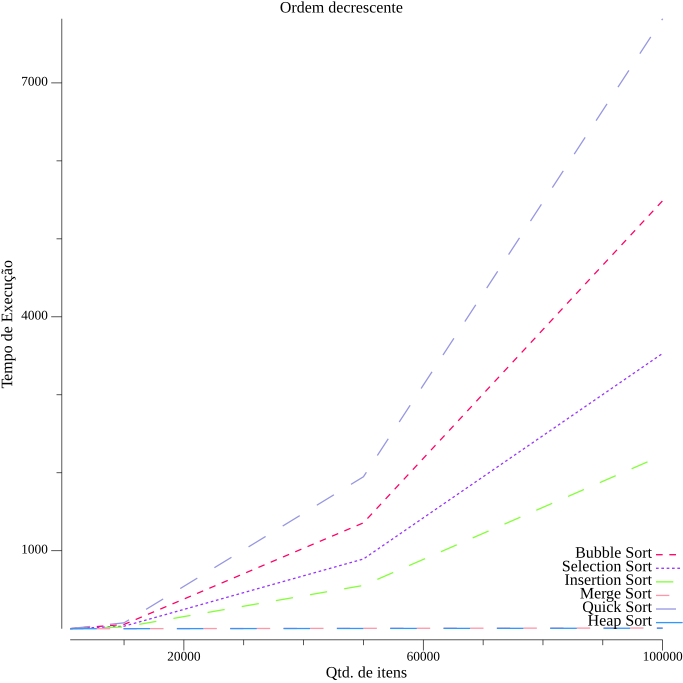 Ordem decrescente
7000
4000
1000
Tempo de Execução
Bubble Sort
Selection Sort
Insertion Sort
Merge Sort
Quick Sort
Heap Sort
20000 60000 100000
Qtd. de itens